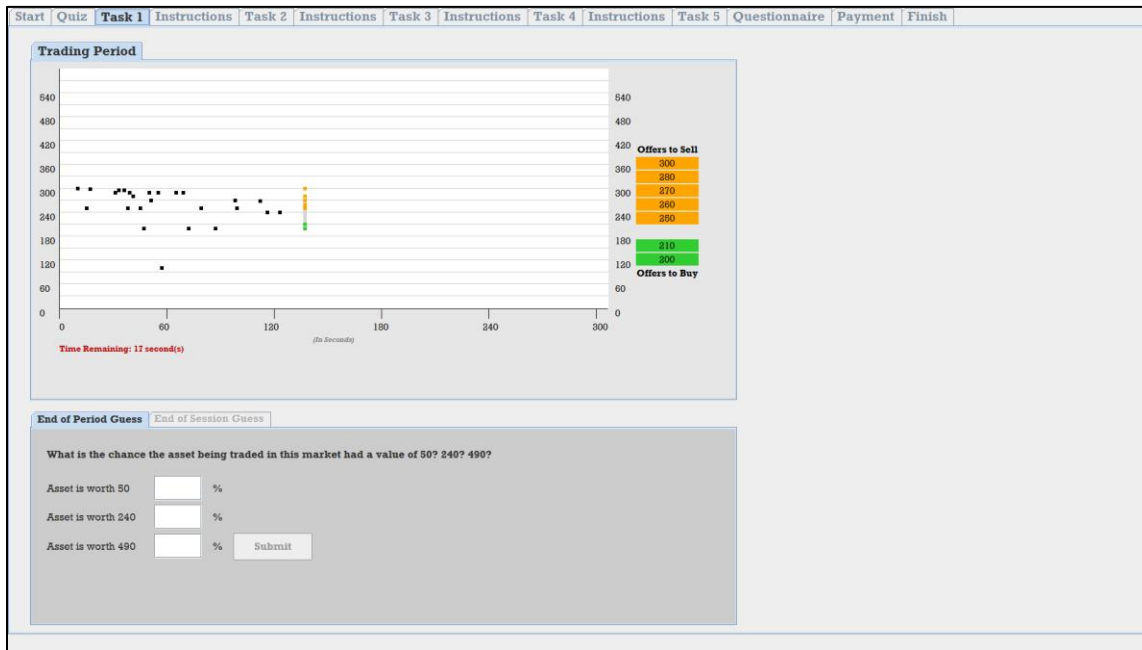 Start Quiz Task 1 Instructions Task 2 Instructions Task 3 Instructions Task 4 Instructions Task 5 Questionnaire Payment Finish
Trading Period
540 540
480 480
420 420 Offers to Sell
360 360 300
280
300 300 270
260
240 240 250
180 180 210
120 120 200
Offers to Buy
60 60
0 0
0 60 120 180 240 300
(In Seconds)
Time Remaining: 17 second(s)
End of Period Guess End of Session Guess
What is the chance the asset being traded in this market had a value of 50? 240? 490?
Asset is worth 50 %
Asset is worth 240 %
Asset is worth 490 % Submit